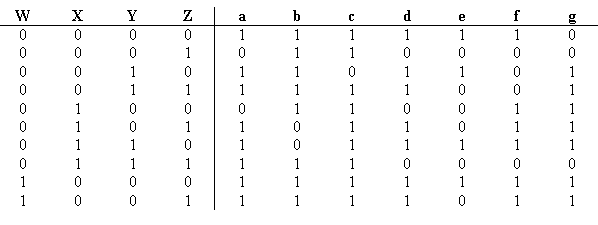 W X Y Z a b c d e f g
0 0 0 0 1 1 1 1 1 1 0
0 0 0 1 0 1 1 0 0 0 0
0 0 1 0 1 1 0 1 1 0 1
0 0 1 1 1 1 1 1 0 0 1
0 1 0 0 0 1 1 0 0 1 1
0 1 0 1 1 0 1 1 0 1 1
0 1 1 0 1 0 1 1 1 1 1
0 1 1 1 1 1 1 0 0 0 0
1 0 0 0 1 1 1 1 1 1 1
1 0 0 1 1 1 1 1 0 1 1